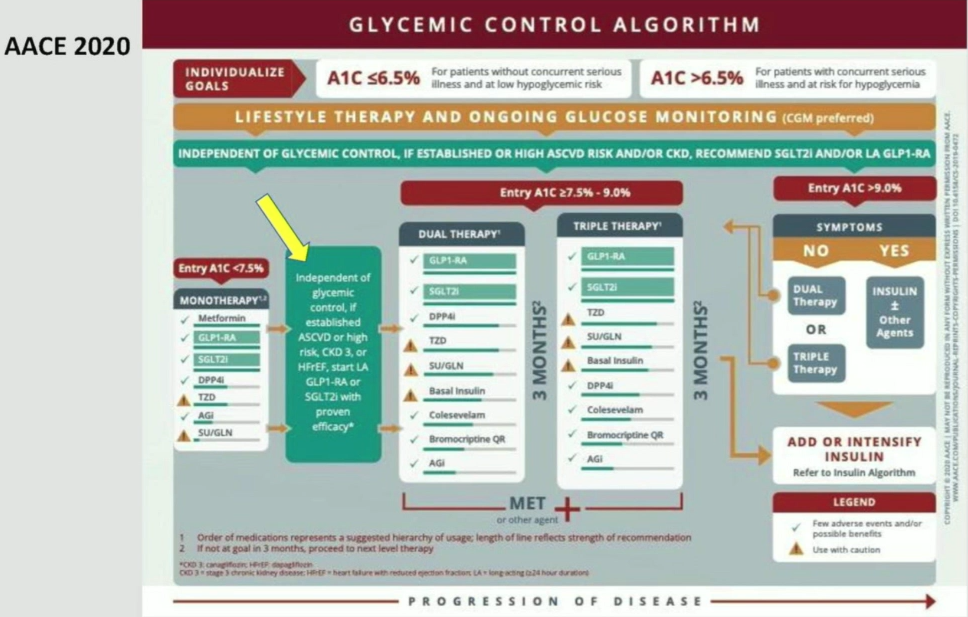 AACE 2020
GLYCEMIC CONTROL ALGORITHM
INDIVIDUALIZE
GOALS
A1C ≤6.5%
For patients without concurrent serious
illness and at low hypoglycemic risk
A1C >6.5%
For patients with concurrent serious
illness and at risk for hypoglycemia
LIFESTYLE THERAPY AND ONGOING GLUCOSE MONITORING (CGM preferred)
INDEPENDENT OF GLYCEMIC CONTROL, IF ESTABLISHED OR HIGH ASCVD RISK AND/OR CKD, RECOMMEND SGLT2i AND/OR LA GLP1-RA
Entry A1C <7.5%
MONOTHERAPY1,2
Metformin
GLP1-RA
SGLT2i
DPP4i
TZD
AGi
SU/GLN
Independent of
glycemic
control, if
established
ASCVD or high
risk, CKD 3, or
HFrEF, start LA
GLP1-RA or
SGLT2i with
proven
efficacy*
Entry A1C ≥7.5% - 9.0%
DUAL THERAPY1
GLP1-RA
SGLT2i
DPP4i
TZD
SU/GLN
Basal Insulin
Colesevelam
Bromocriptine QR
AGi
3 MONTHS2
TRIPLE THERAPY1
GLP1-RA
SGLT2i
TZD
SU/GLN
Basal Insulin
DPP4i
Colesevelam
Bromocriptine QR
AGi
3 MONTHS2
MET
or other agent
+
Entry A1C >9.0%
SYMPTOMS
NO YES
DUAL
Therapy
OR
TRIPLE
Therapy
INSULIN
±
Other
Agents
ADD OR INTENSIFY
INSULIN
Refer to Insulin Algorithm
LEGEND
Few adverse events and/or
possible benefits
Use with caution
1 Order of medications represents a suggested hierarchy of usage; length of line reflects strength of recommendation
2 If not at goal in 3 months, proceed to next level therapy
*CKD 3: canagliflozin; HFrEF: dapagliflozin
CKD 3 = stage 3 chronic kidney disease; HFrEF = heart failure with reduced ejection fraction; LA = long-acting (≥24 hour duration)
PROGRESSION OF DISEASE
COPYRIGHT © 2020 AACE | MAY NOT BE REPRODUCED IN ANY FORM WITHOUT EXPRESS WRITTEN PERMISSION FROM AACE.
WWW.AACE.COM/PUBLICATIONS/JOURNAL-REPRINTS-COPYRIGHTS-PERMISSIONS | DOI 10.4158/CS-2019-0472